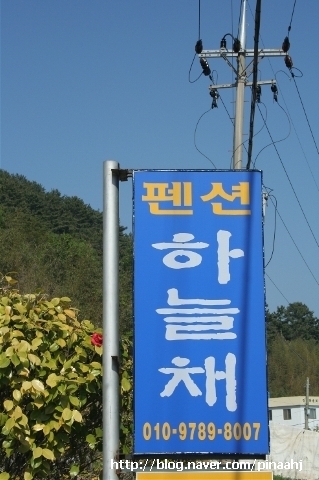 펜션
하늘채
010-9789-8007
http://blog.naver.com/pinaahj